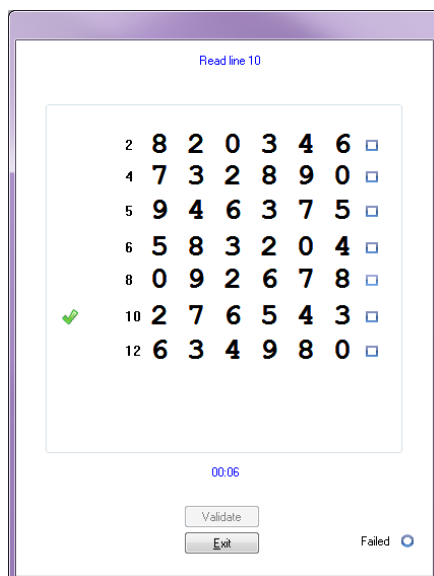 Read line 10
2 8 2 0 3 4 6
4 7 3 2 8 9 0
5 9 4 6 3 7 5
6 5 8 3 2 0 4
8 0 9 2 6 7 8
10 2 7 6 5 4 3
12 6 3 4 9 8 0
00:06
Validate
Exit
Failed